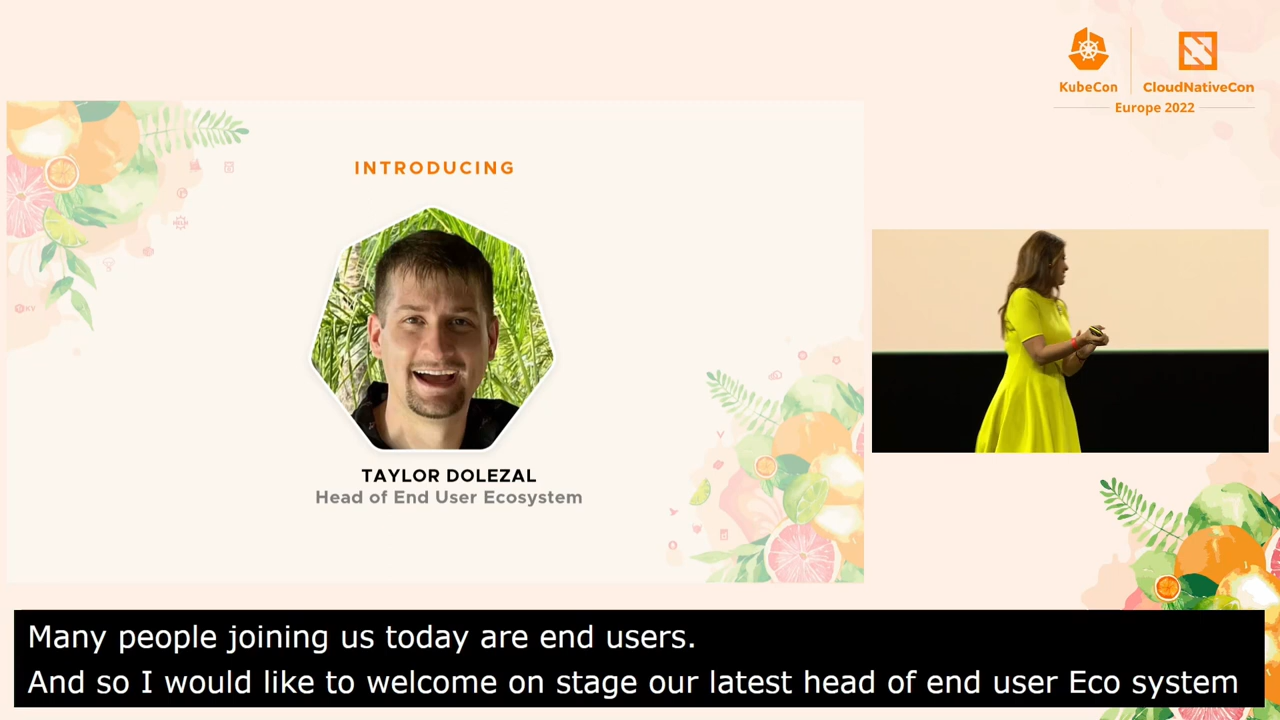 KubeCon
CloudNativeCon
Europe 2022
INTRODUCING
TAYLOR DOLEZAL
Head of End User Ecosystem
Many people joining us today are end users.
And so I would like to welcome on stage our latest head of end user Eco system